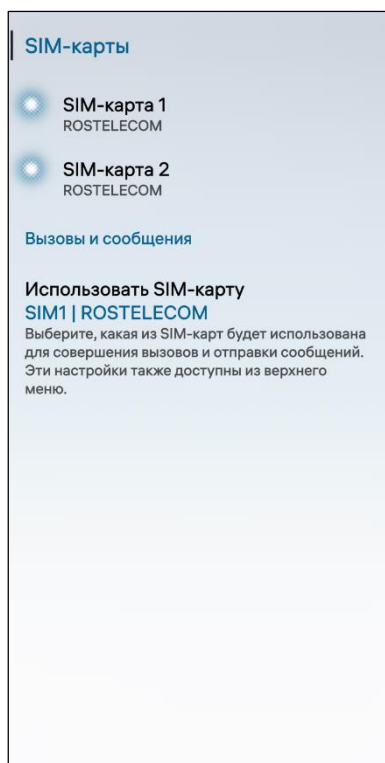 SIM-карты
SIM-карта 1
ROSTELECOM
SIM-карта 2
ROSTELECOM
Вызовы и сообщения
Использовать SIM-карту
SIM1 | ROSTELECOM
Выберите, какая из SIM-карт будет использована
для совершения вызовов и отправки сообщений.
Эти настройки также доступны из верхнего
меню.